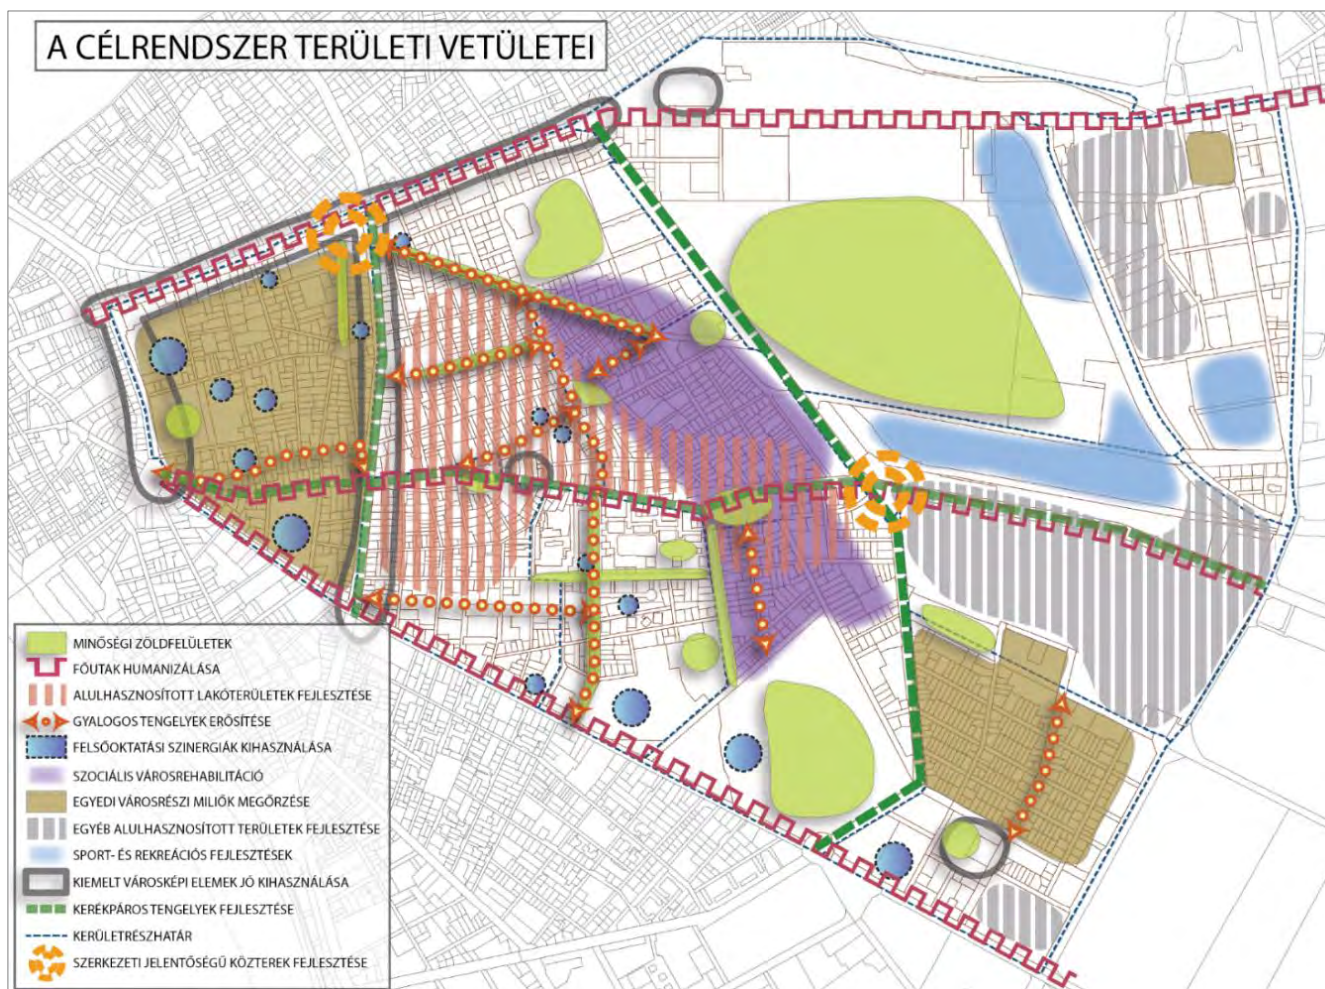 A CÉLRENDSZER TERÜLETI VETÜLETEI
MINŐSÉGI ZÖLDFELÜLETEK
FŐUTAK HUMANIZÁLÁSA
ALULHASZNOSÍTOTT LAKÓTERÜLETEK FEJLESZTÉSE
GYALOGOS TENGELYEK ERŐSÍTÉSE
FELSŐOKTATÁSI SZINERGIÁK KIHASZNÁLÁSA
SZOCIÁLIS VÁROSREHABILITÁCIÓ
EGYEDI VÁROSRÉSZI MILIŐK MEGŐRZÉSE
EGYÉB ALULHASZNOSÍTOTT TERÜLETEK FEJLESZTÉSE
SPORT- ÉS REKREÁCIÓS FEJLESZTÉSEK
KIEMELT VÁROSKÉPI ELEMEK JÓ KIHASZNÁLÁSA
KERÉKPÁROS TENGELYEK FEJLESZTÉSE
KERÜLETRÉSZHATÁR
SZERKEZETI JELENTŐSÉGŰ KÖZTEREK FEJLESZTÉSE